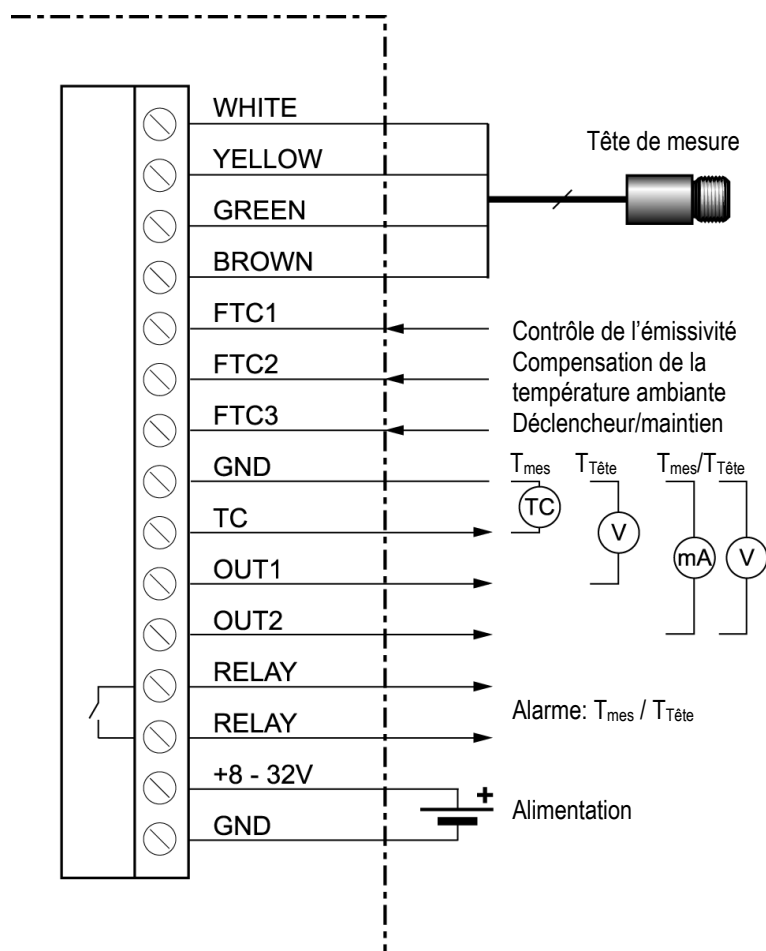 WHITE
YELLOW
GREEN
BROWN
FTC1
FTC2
FTC3
GND
TC
OUT1
OUT2
RELAY
RELAY
+8 - 32V
GND
Tête de mesure
Contrôle de l'émissivité
Compensation de la
température ambiante
Déclencheur/maintien
Tmes TTête Tmes/TTête
TC
V
mA
V
Alarme: Tmes / TTête
+
Alimentation